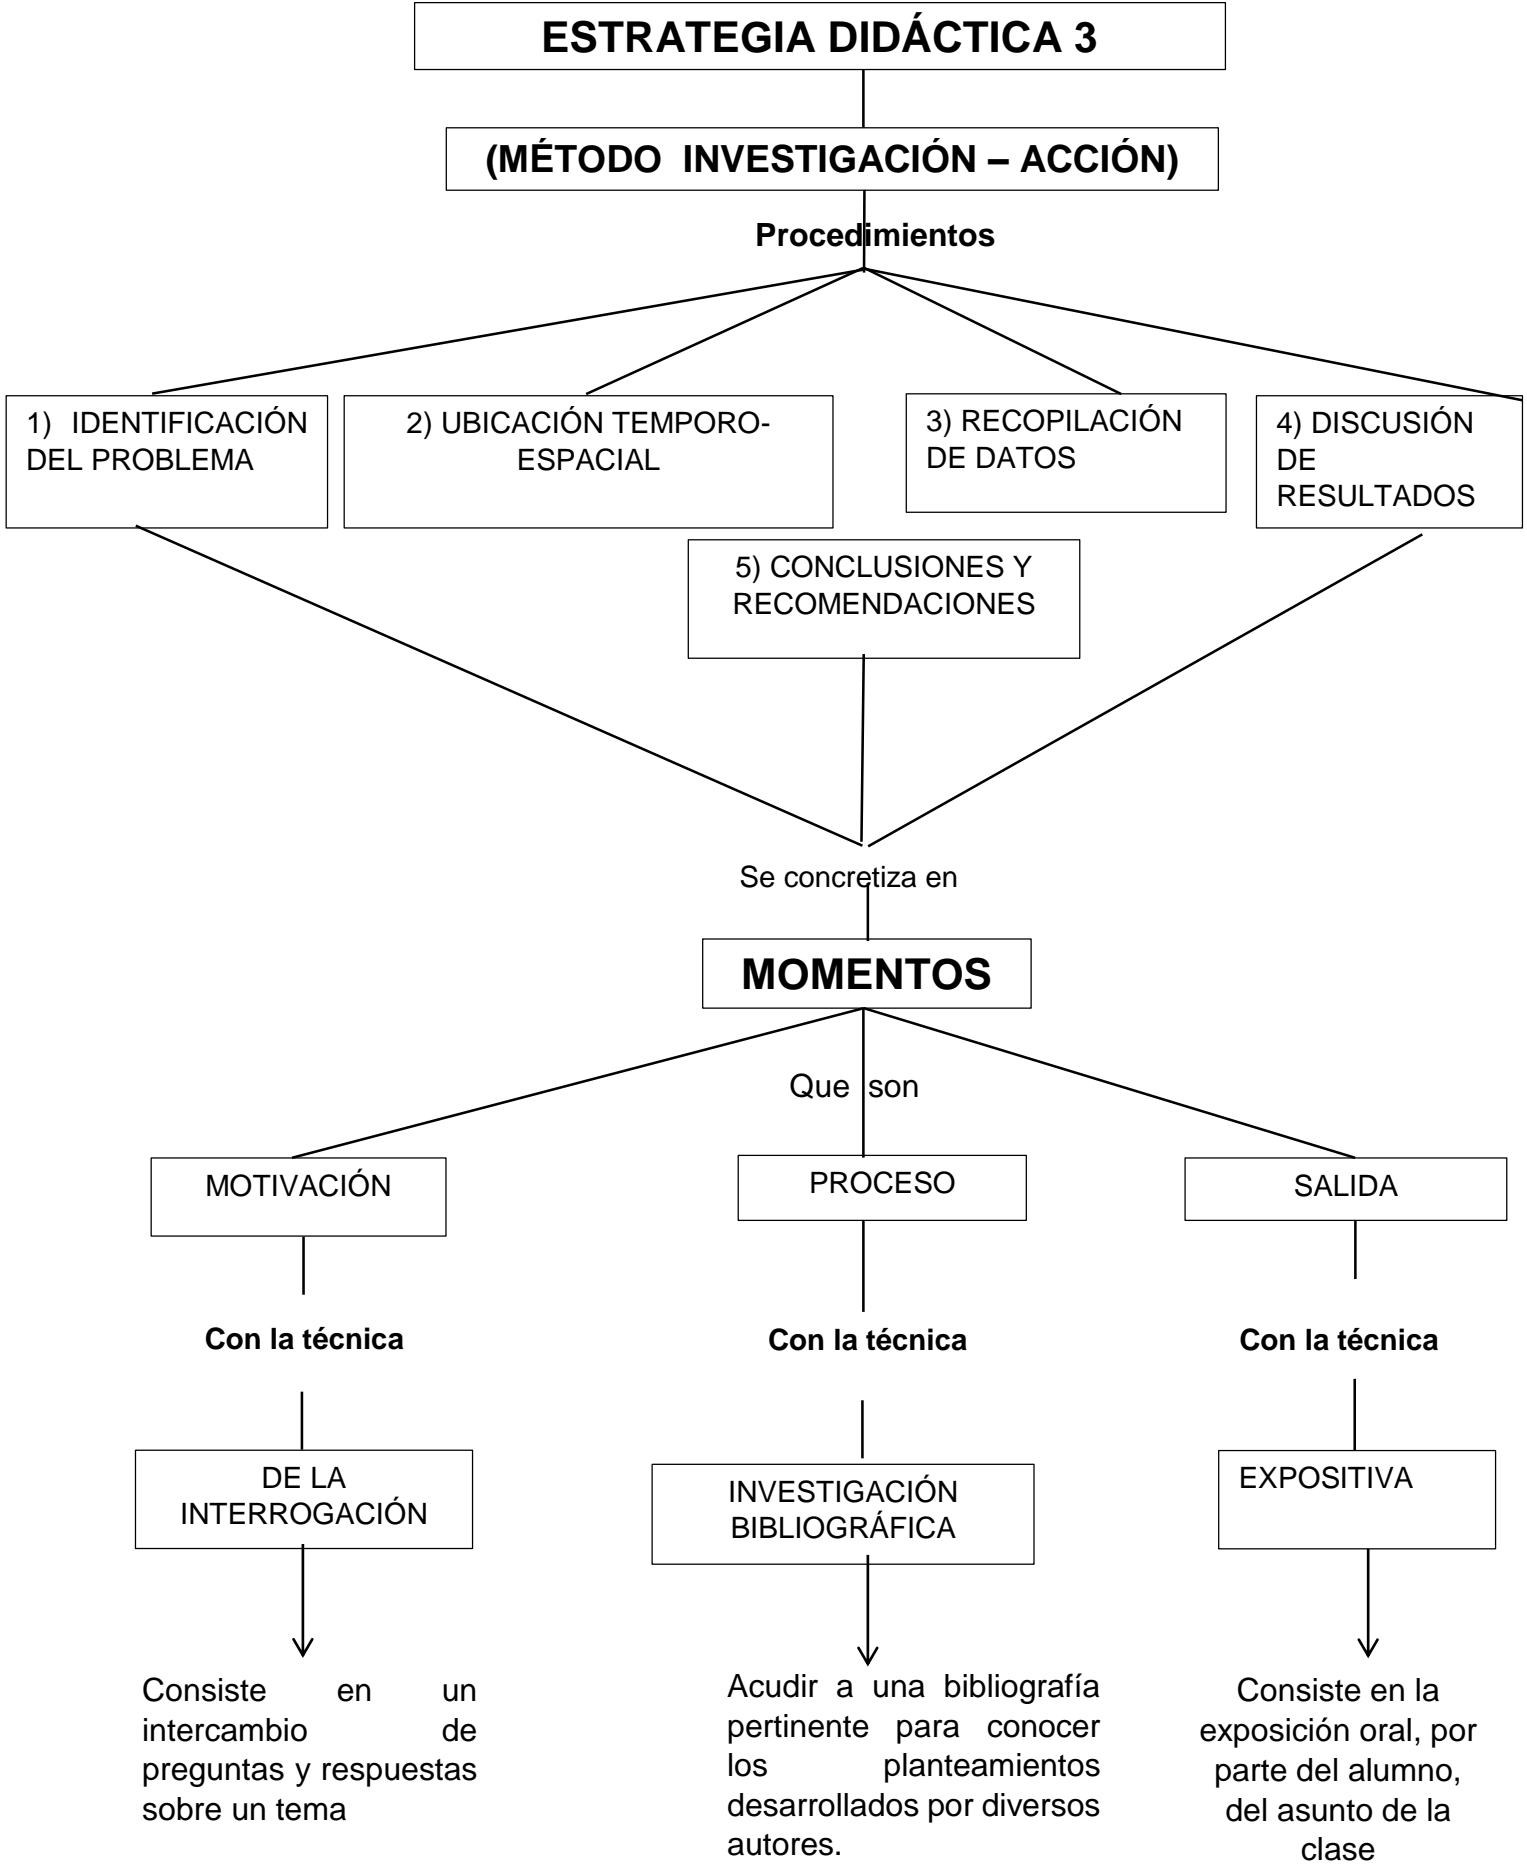 ESTRATEGIA DIDÁCTICA 3
(MÉTODO INVESTIGACIÓN – ACCIÓN)
Procedimientos
1) IDENTIFICACIÓN
DEL PROBLEMA
2) UBICACIÓN TEMPORO-
ESPACIAL
3) RECOPILACIÓN
DE DATOS
4) DISCUSIÓN
DE
RESULTADOS
5) CONCLUSIONES Y
RECOMENDACIONES
Se concretiza en
MOMENTOS
Que son
MOTIVACIÓN
PROCESO
SALIDA
Con la técnica
Con la técnica
Con la técnica
DE LA
INTERROGACIÓN
INVESTIGACIÓN
BIBLIOGRÁFICA
EXPOSITIVA
Consiste en un
intercambio de
preguntas y respuestas
sobre un tema
Acudir a una bibliografía
pertinente para conocer
los planteamientos
desarrollados por diversos
autores.
Consiste en la
exposición oral, por
parte del alumno,
del asunto de la
clase